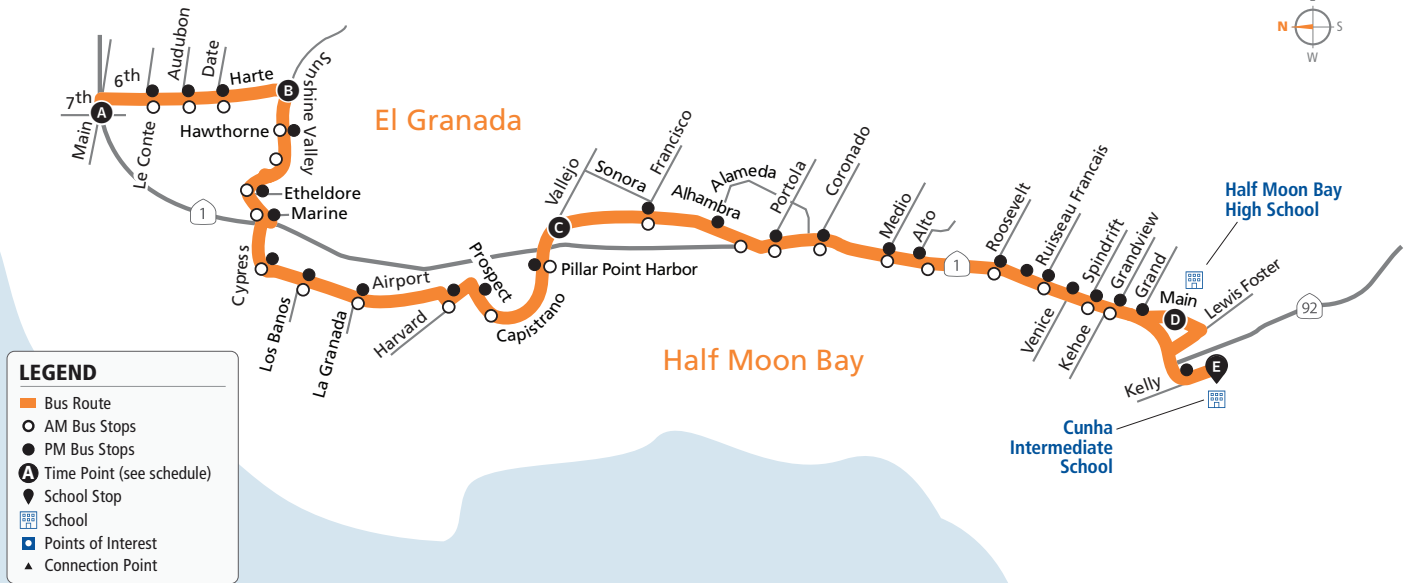 N
S
W
7th
6th
Audubon
Date
Harte
Sunshine Valley
A
B
Main
Le Conte
Hawthorne
Etheldore
Marine
1
El Granada
Cypress
Los Banos
La Granada
Airport
Harvard
Prospect
Capistrano
Pillar Point Harbor
C
Vallejo
Sonora
Francisco
Alhambra
Alameda
Portola
Coronado
Medio
Alto
1
Roosevelt
Ruisseau Francais
Spindrift
Grandview
Grand
Venice
Kehoe
Main
D
Lewis Foster
92
Kelly
E
Half Moon Bay
High School
Half Moon Bay
Cunha
Intermediate
School
LEGEND
Bus Route
AM Bus Stops
PM Bus Stops
A Time Point (see schedule)
School Stop
School
Points of Interest
Connection Point